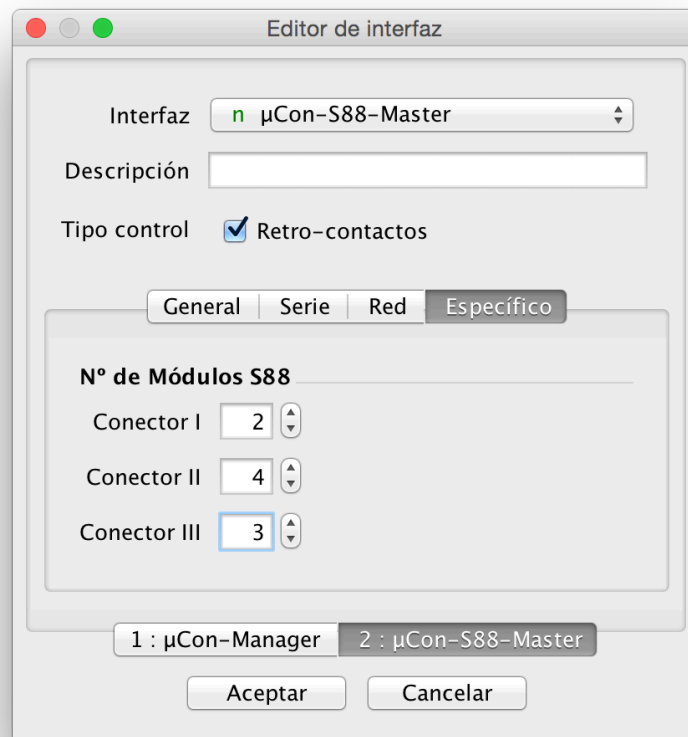 Editor de interfaz
Interfaz n μCon-S88-Master
Descripción
Tipo control Retro-contactos
General Serie Red Específico
Nº de Módulos S88
Conector I 2
Conector II 4
Conector III 3
1 : μCon-Manager 2 : μCon-S88-Master
Aceptar Cancelar